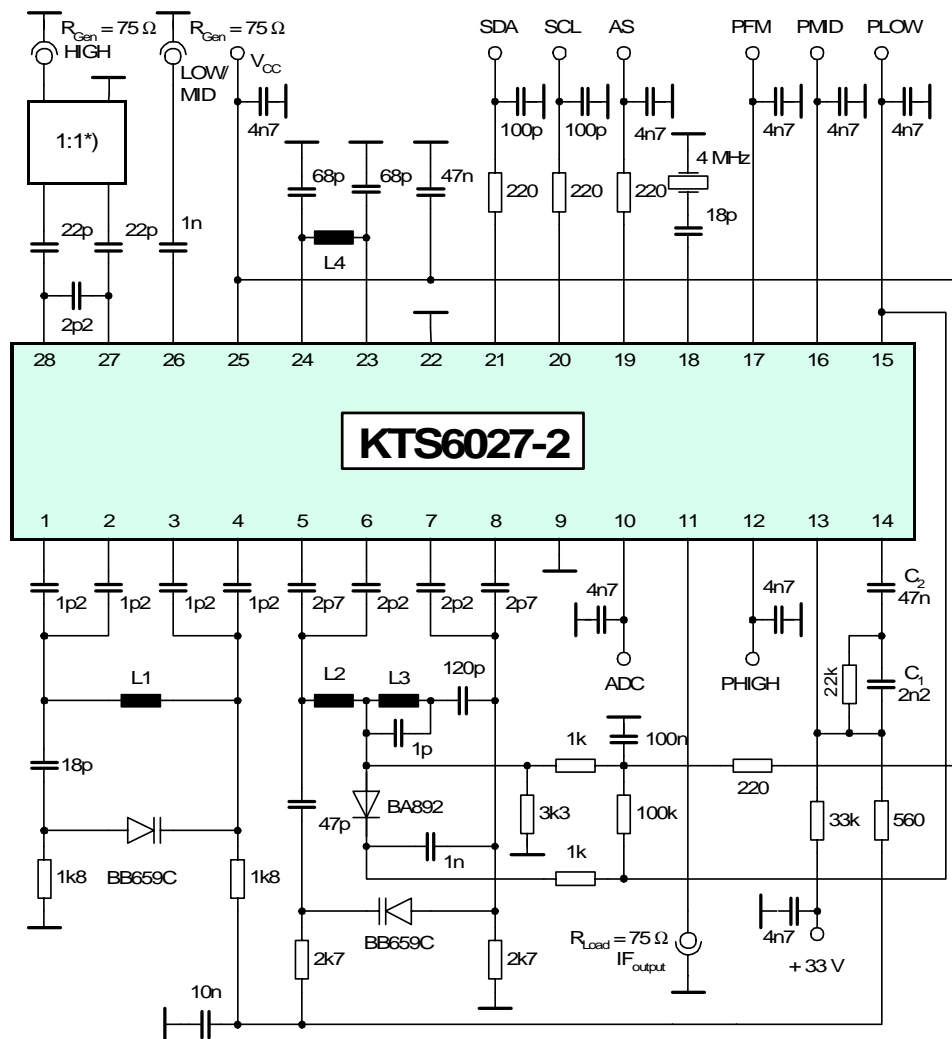 R_Gen = 75 Ω
HIGH
R_Gen = 75 Ω
LOW/
MID
V_CC
SDA
SCL
AS
PFM
PMID
PLOW
4n7
100p
100p
4n7
4n7
4n7
4n7
1:1*)
68p
68p
47n
220
220
220
4 MHz
18p
22p
22p
1n
L4
2p2
28
27
26
25
24
23
22
21
20
19
18
17
16
15
KTS6027-2
1
2
3
4
5
6
7
8
9
10
11
12
13
14
1p2
1p2
1p2
1p2
2p7
2p2
2p2
2p7
4n7
4n7
C2
47n
L1
L2
L3
120p
ADC
PHIGH
22k
C1
2n2
1p
1k
100n
18p
BA892
220
47p
3k3
100k
33k
560
1n
1k
1k8
BB659C
1k8
BB659C
R_Load = 75 Ω
IF_output
4n7
2k7
2k7
+ 33 V
10n